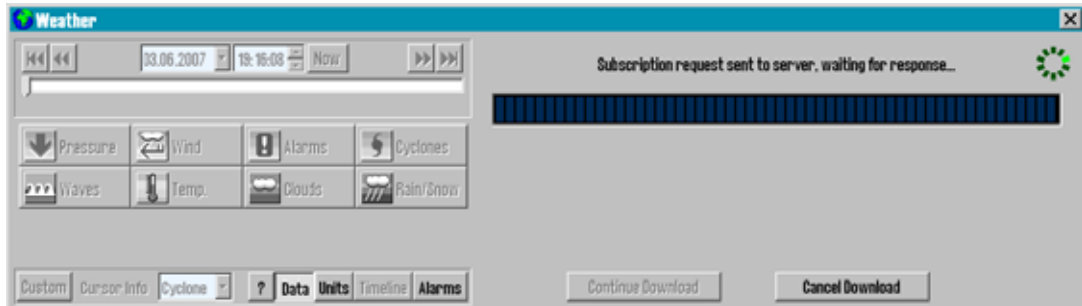 Weather
33.06.2007 19:16:08 Now
Subscription request sent to server, waiting for response...
Pressure Wind Alarms Cyclones
Waves Temp. Clouds Rain/Snow
Custom Cursor Info Cyclone ? Data Units Timeline Alarms
Continue Download Cancel Download